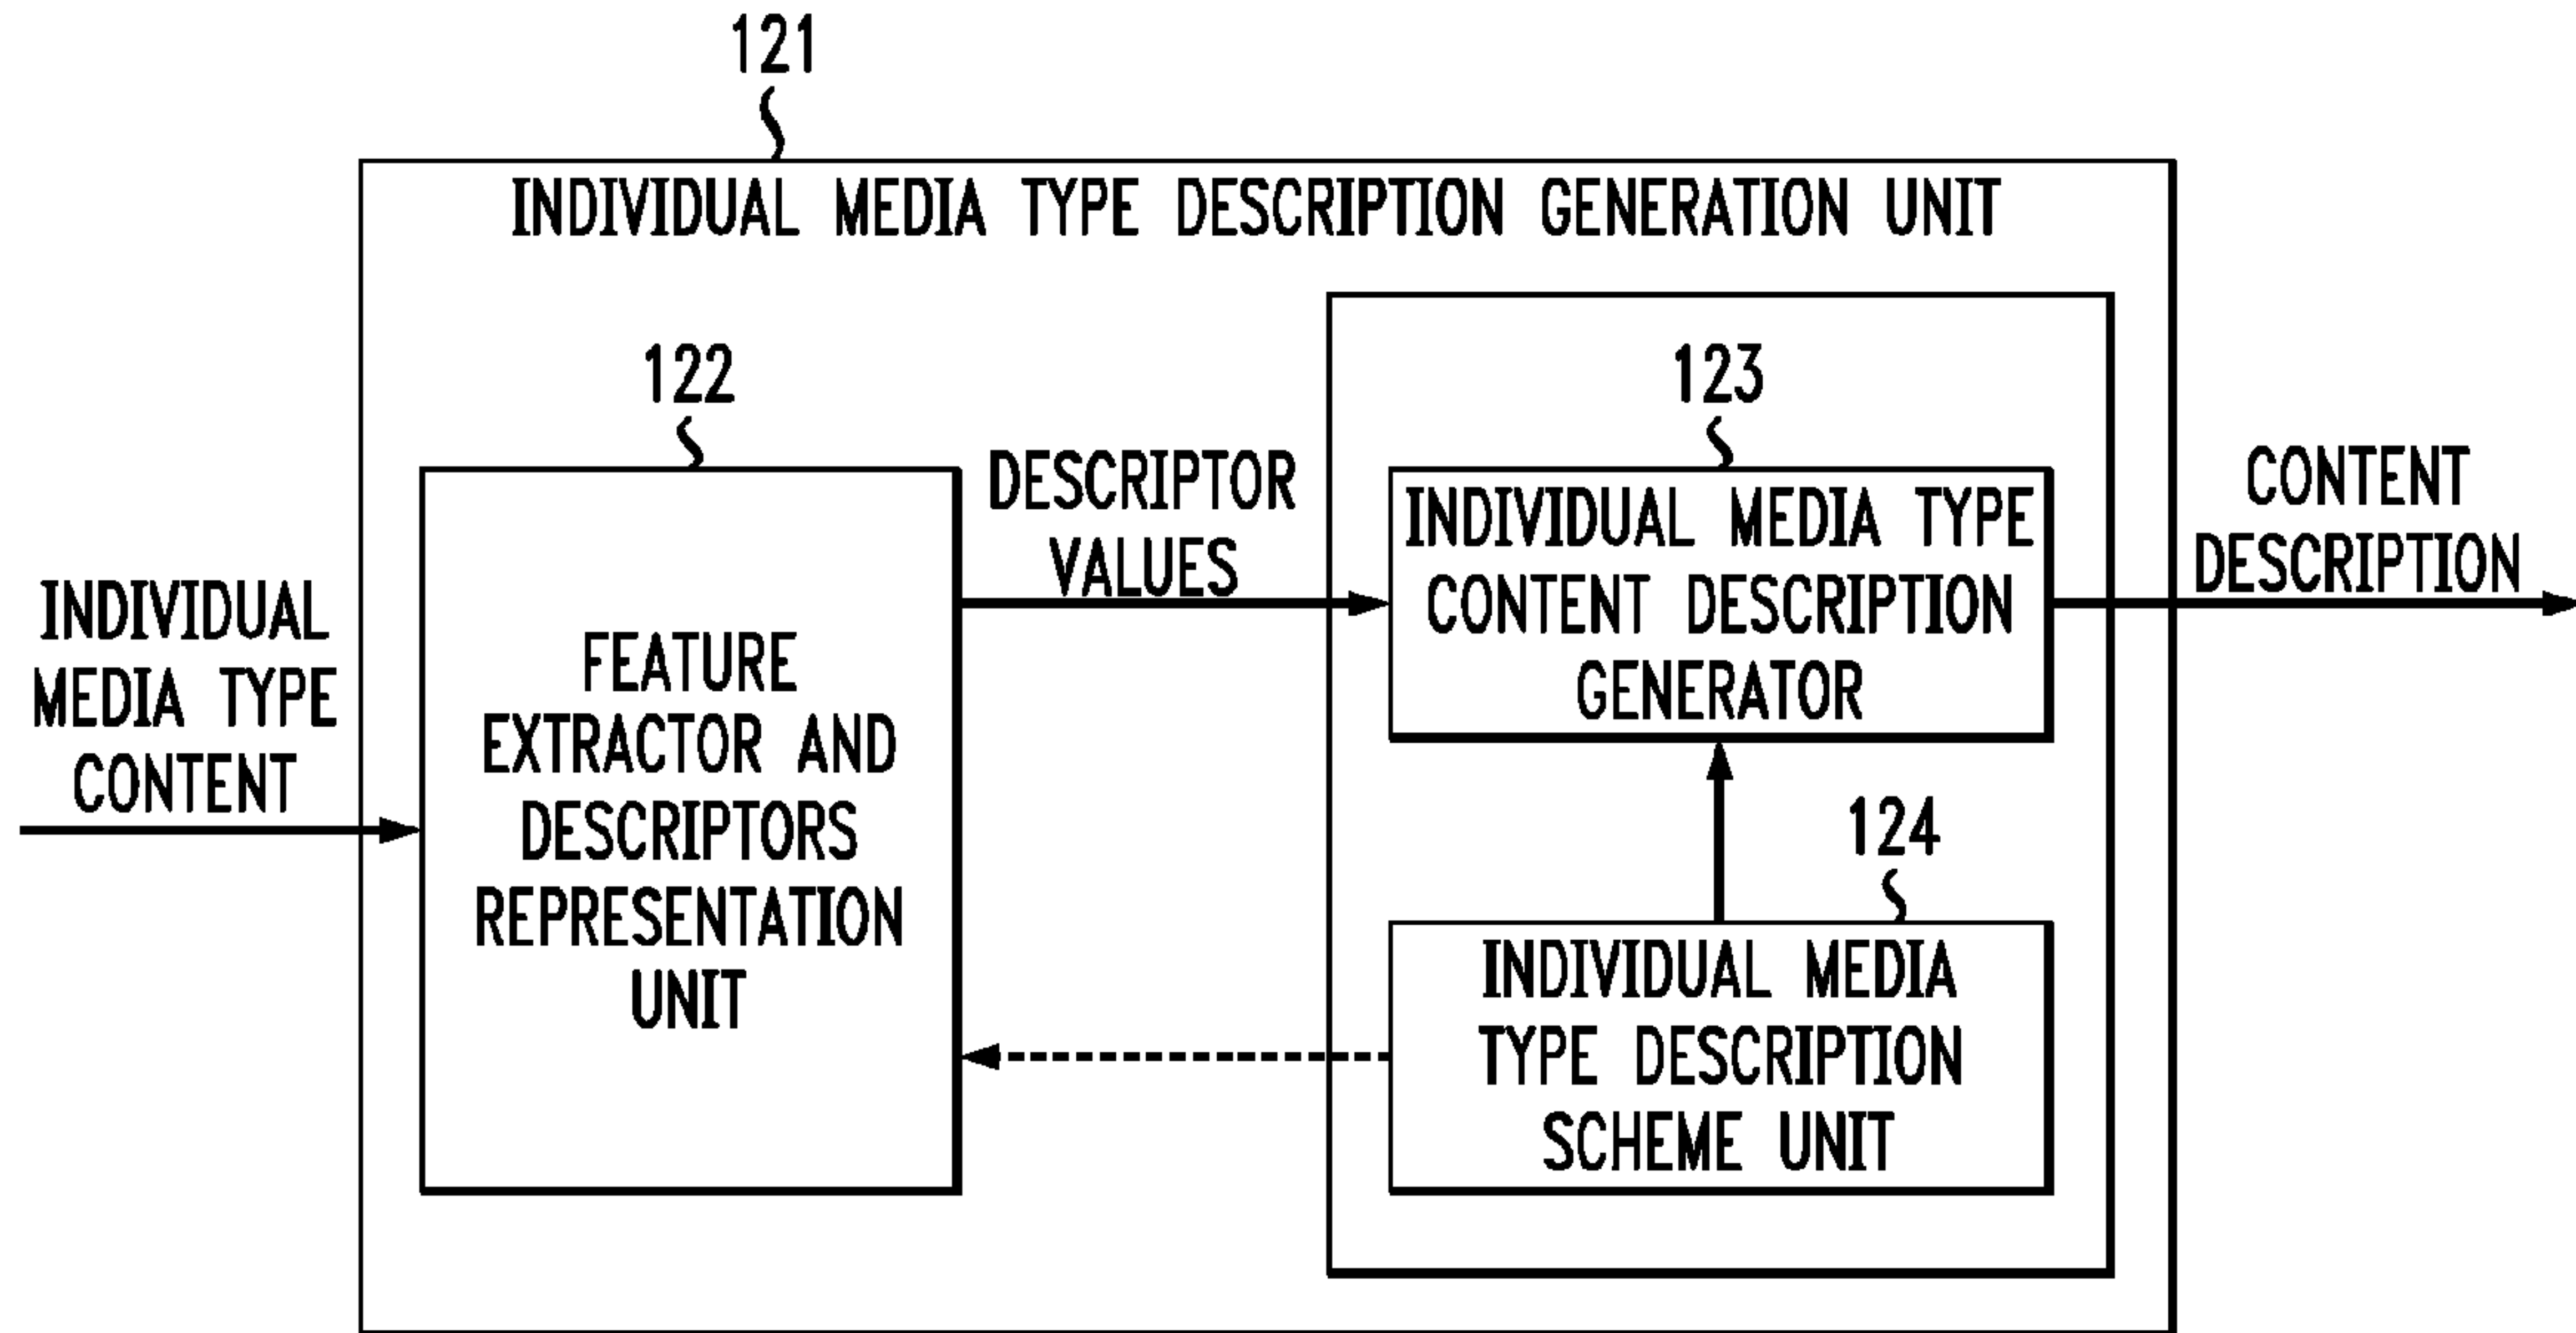 121
INDIVIDUAL MEDIA TYPE DESCRIPTION GENERATION UNIT
INDIVIDUAL
MEDIA TYPE
CONTENT
122
FEATURE
EXTRACTOR AND
DESCRIPTORS
REPRESENTATION
UNIT
DESCRIPTOR
VALUES
123
INDIVIDUAL MEDIA TYPE
CONTENT DESCRIPTION
GENERATOR
124
INDIVIDUAL MEDIA
TYPE DESCRIPTION
SCHEME UNIT
CONTENT
DESCRIPTION